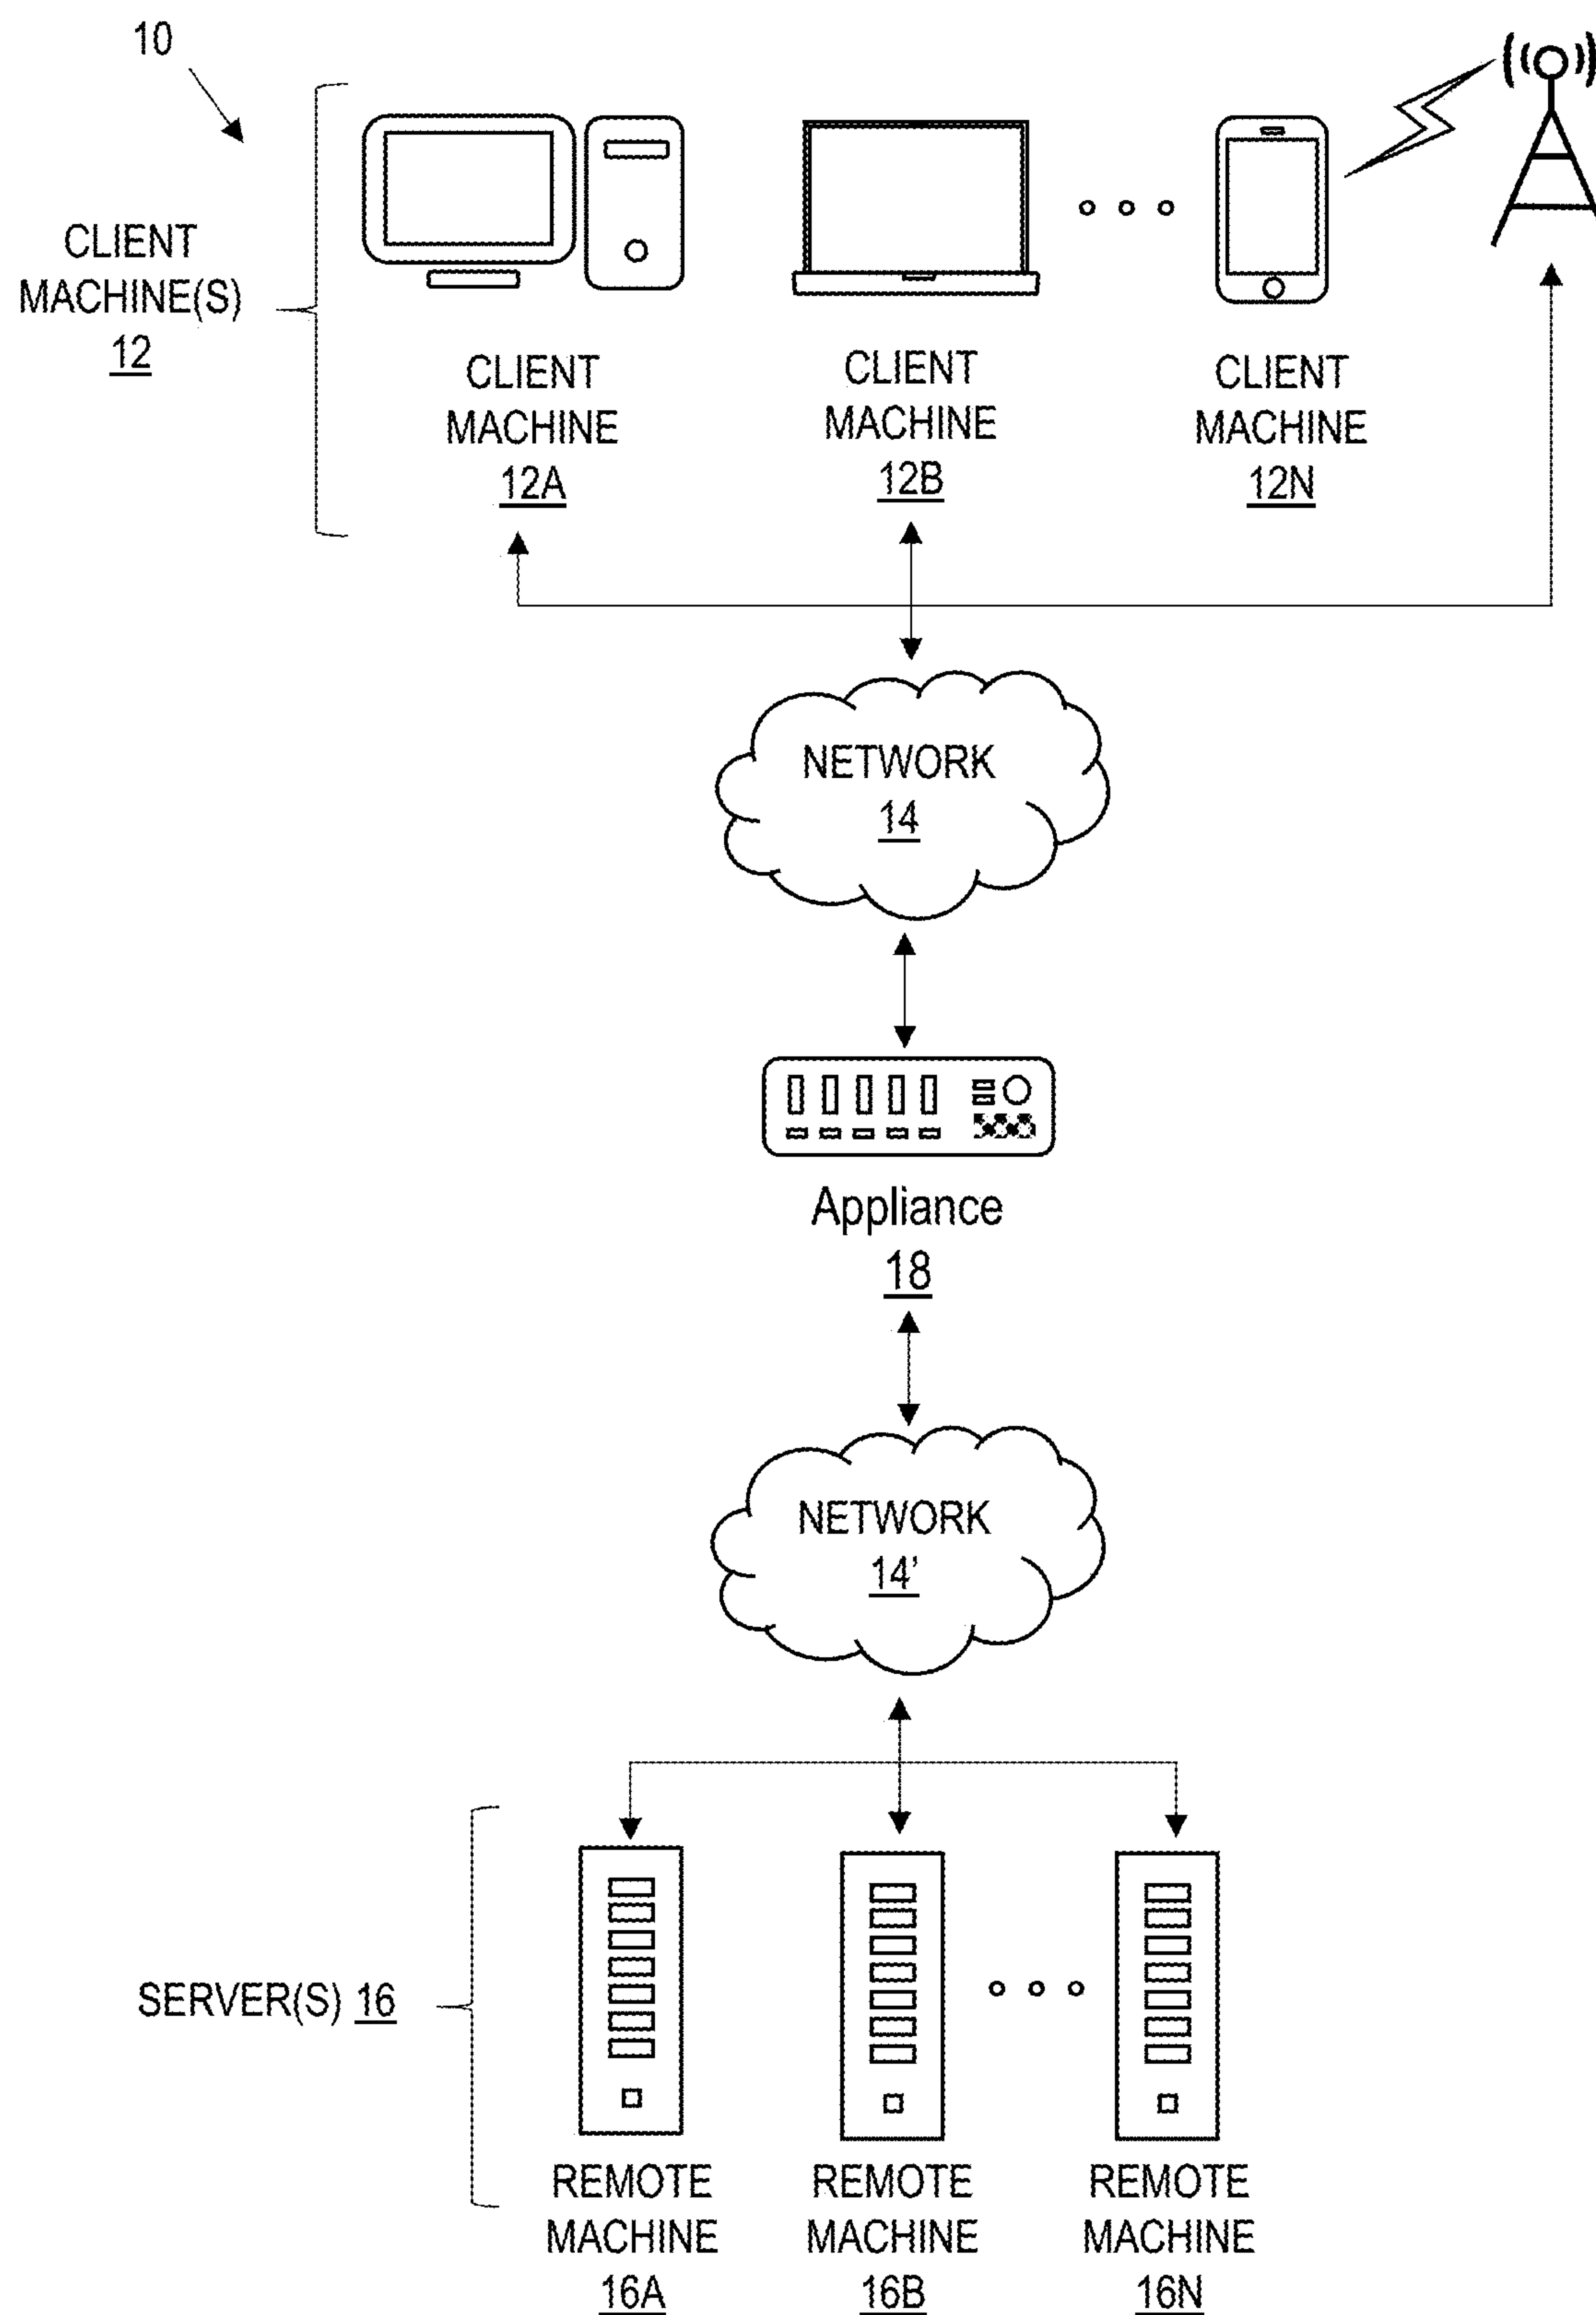 10
CLIENT
MACHINE(S)
12
CLIENT
MACHINE
12A
CLIENT
MACHINE
12B
CLIENT
MACHINE
12N
NETWORK
14
Appliance
18
NETWORK
14'
SERVER(S) 16
REMOTE
MACHINE
16A
REMOTE
MACHINE
16B
REMOTE
MACHINE
16N